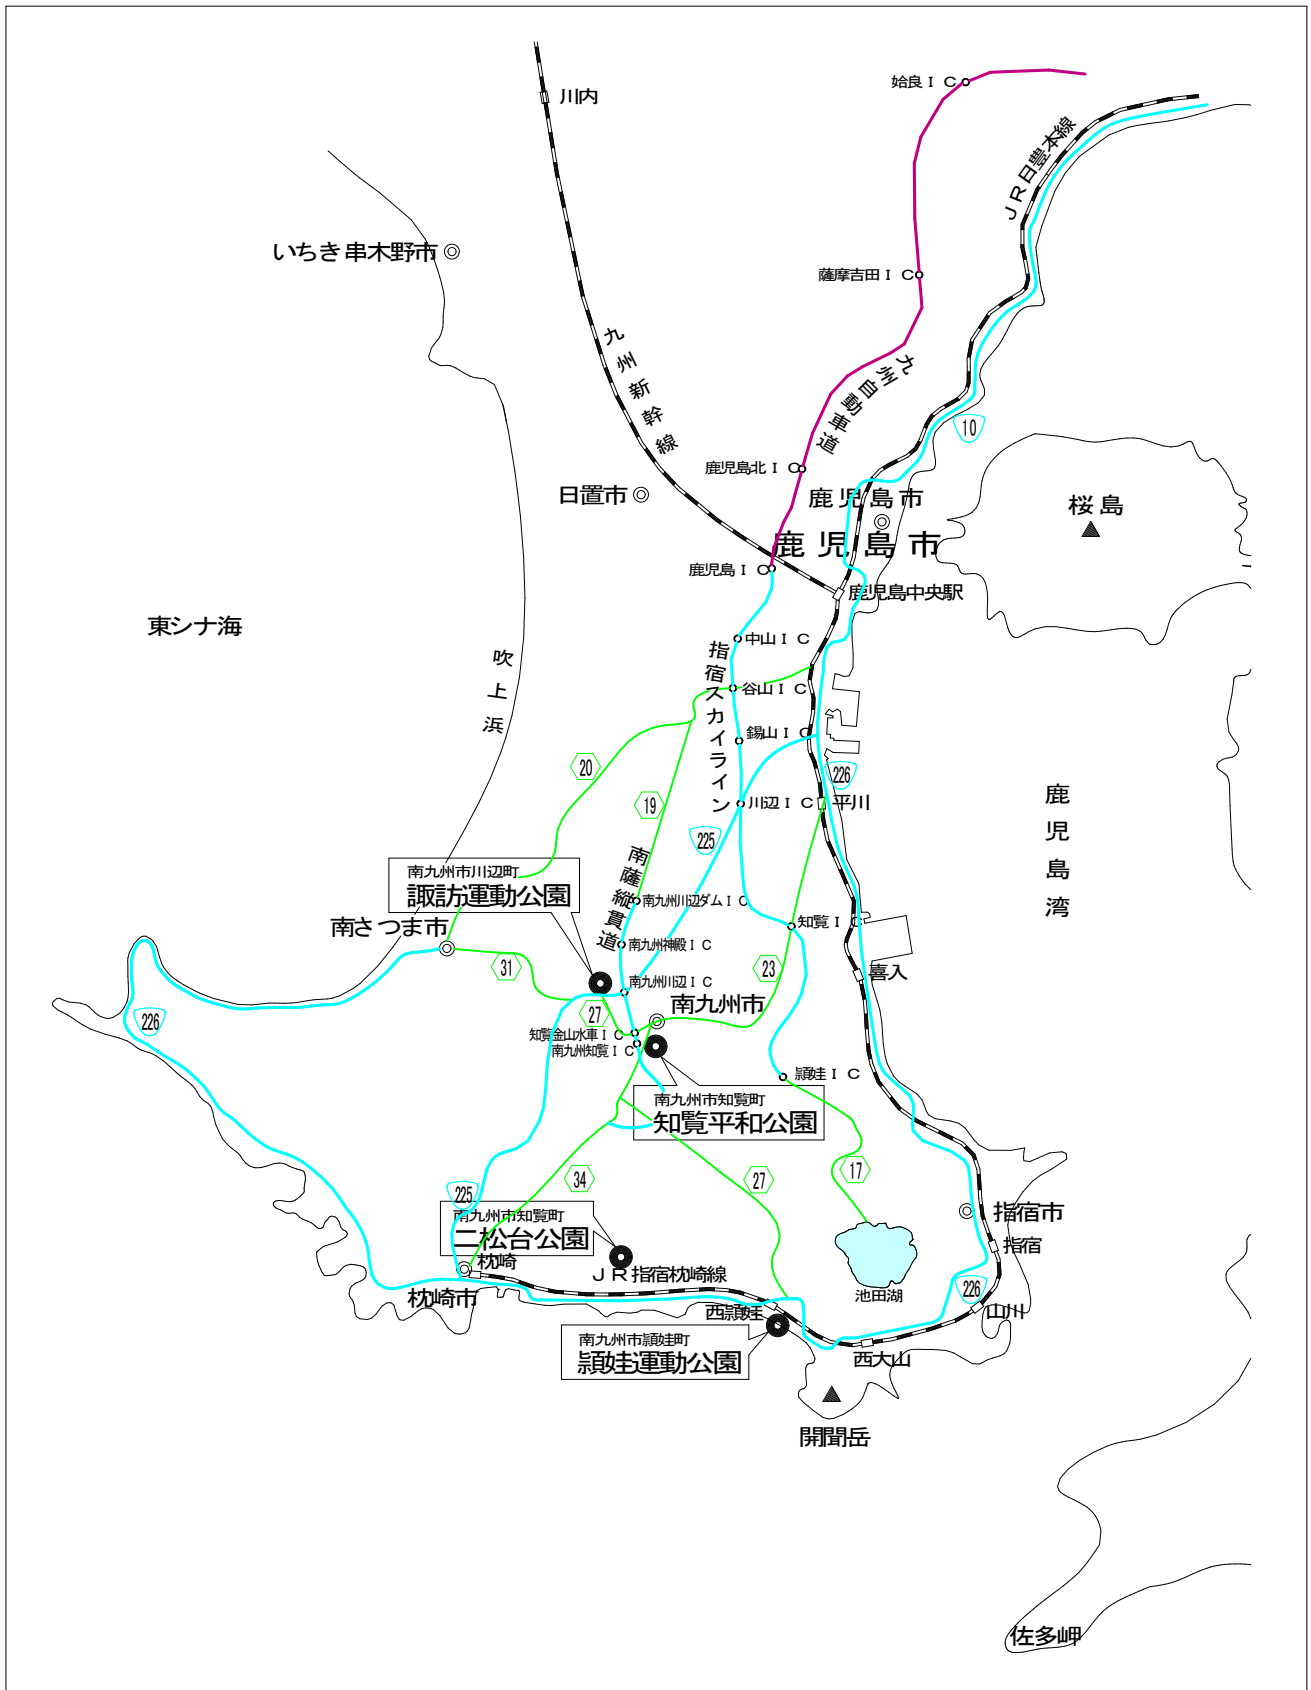 川内
姶良ＩＣ
ＪＲ日豊本線
いちき串木野市
薩摩吉田ＩＣ
九州新幹線
九州自動車道
10
鹿児島北ＩＣ
日置市
鹿児島市
桜島
鹿児島市
鹿児島ＩＣ
鹿児島中央駅
東シナ海
中山ＩＣ
吹上浜
指宿スカイライン
谷山ＩＣ
錫山ＩＣ
20
226
19
川辺ＩＣ
平川
鹿児島湾
225
南九州市川辺町
諏訪運動公園
南薩縦貫道
南九州川辺ダムＩＣ
南さつま市
知覧ＩＣ
南九州神殿ＩＣ
31
23
喜入
南九州川辺ＩＣ
南九州市
27
226
知覧金山水車ＩＣ
南九州知覧ＩＣ
頴娃ＩＣ
南九州市知覧町
知覧平和公園
34
27
17
225
南九州市知覧町
二松台公園
指宿市
指宿
枕崎
ＪＲ指宿枕崎線
枕崎市
池田湖
226
西頴娃
山川
南九州市頴娃町
頴娃運動公園
西大山
開聞岳
佐多岬